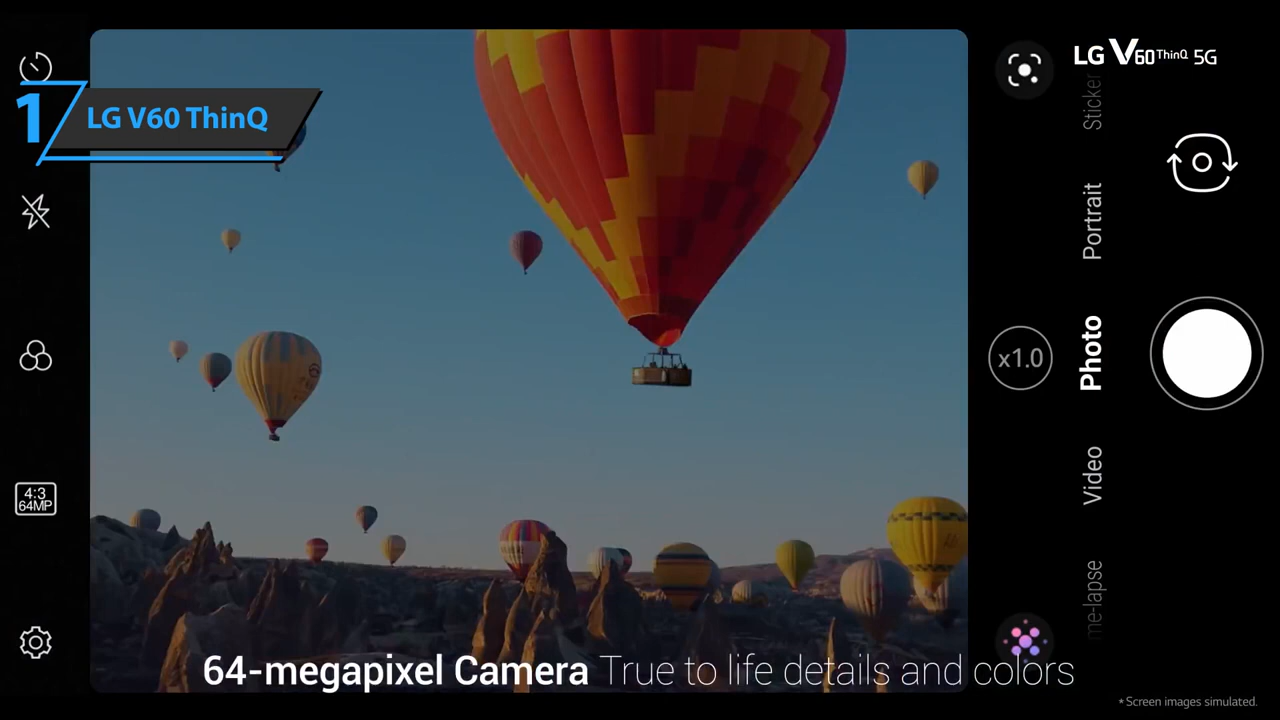 1
LG V60 ThinQ
LG V60 ThinQ 5G
Sticker
Portrait
x1.0
Photo
Video
me-lapse
4:3
64MP
64-megapixel Camera True to life details and colors
*Screen images simulated.